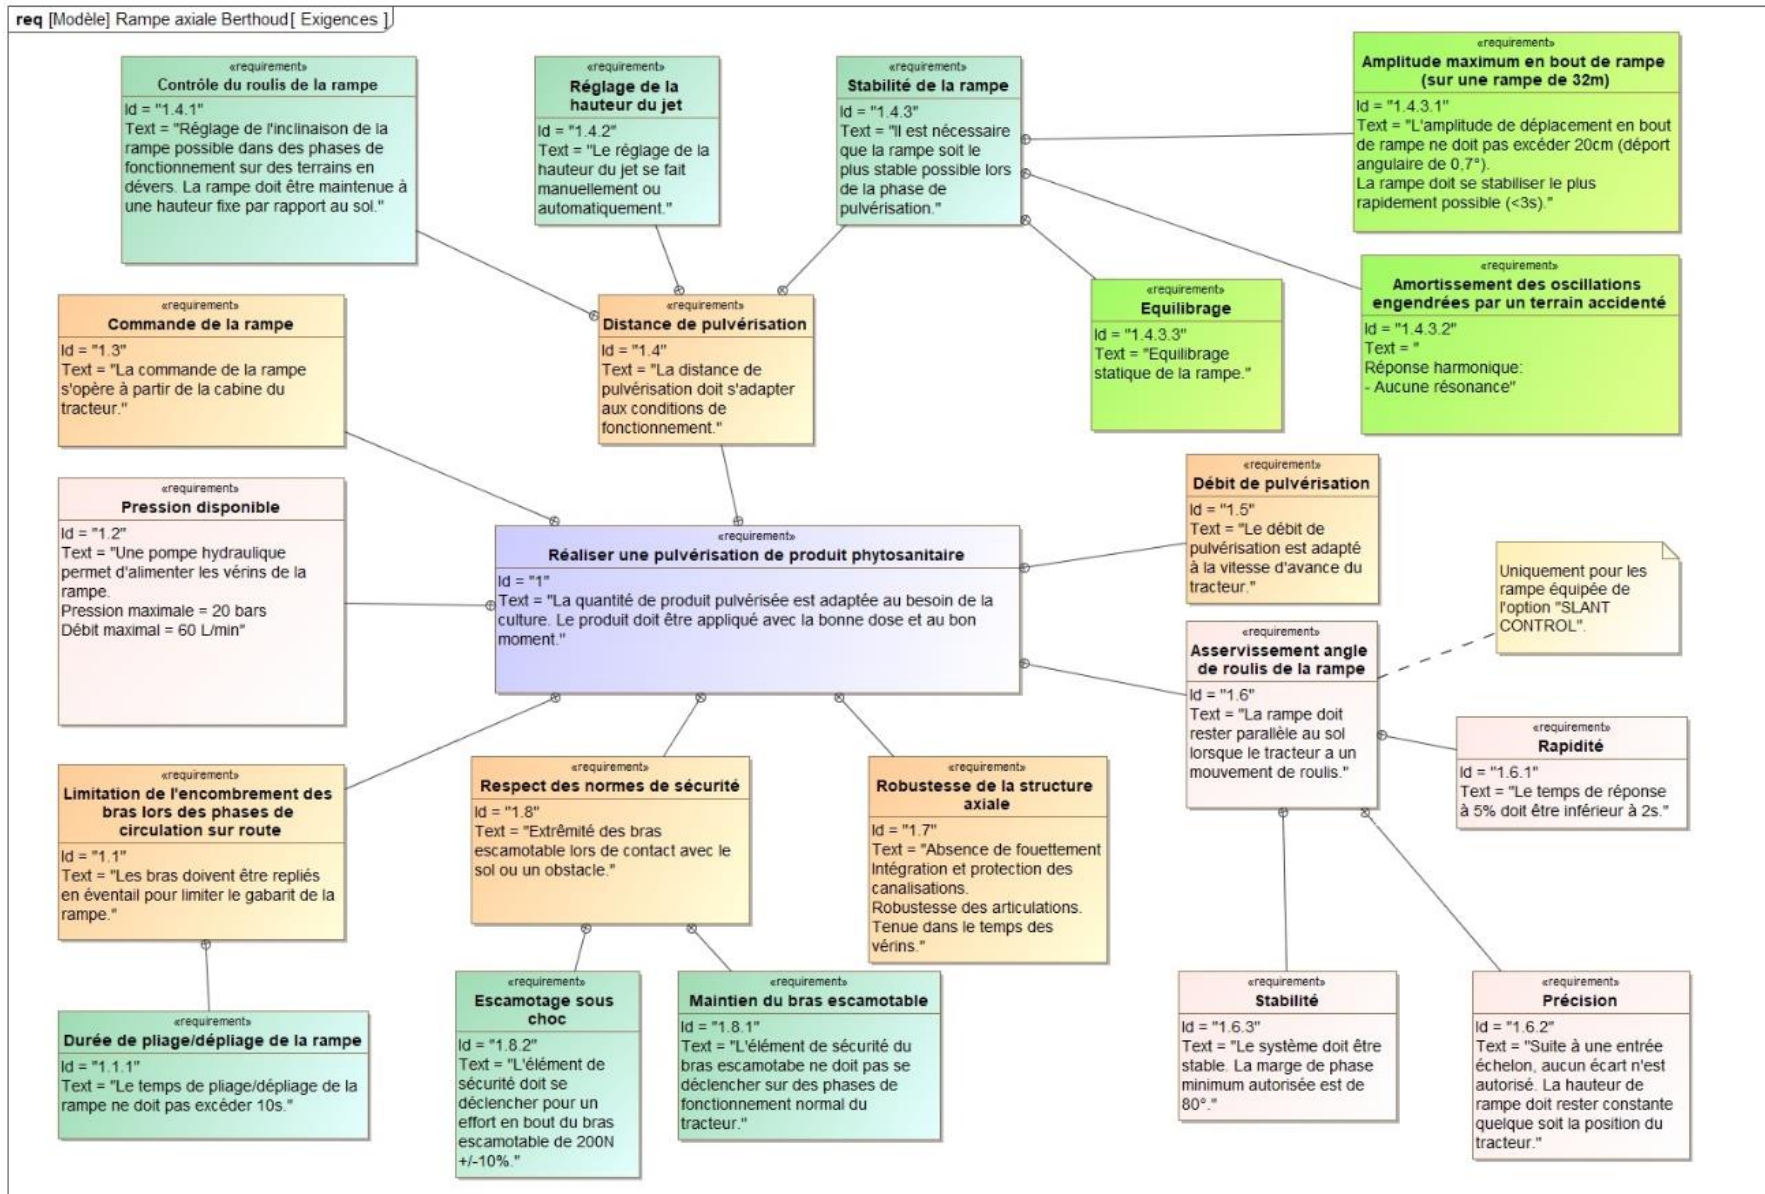 req [Modèle] Rampe axiale Berthoud[ Exigences ]
«requirement»
Contrôle du roulis de la rampe
Id = "1.4.1"
Text = "Réglage de l'inclinaison de la
rampe possible dans des phases de
fonctionnement sur des terrains en
dévers. La rampe doit être maintenue à
une hauteur fixe par rapport au sol."
«requirement»
Réglage de la
hauteur du jet
Id = "1.4.2"
Text = "Le réglage de la
hauteur du jet se fait
manuellement ou
automatiquement."
«requirement»
Stabilité de la rampe
Id = "1.4.3"
Text = "Il est nécessaire
que la rampe soit le
plus stable possible lors
de la phase de
pulvérisation."
«requirement»
Amplitude maximum en bout de rampe
(sur une rampe de 32m)
Id = "1.4.3.1"
Text = "L'amplitude de déplacement en bout
de rampe ne doit pas excéder 20cm (déport
angulaire de 0,7°).
La rampe doit se stabiliser le plus
rapidement possible (<3s)."
«requirement»
Commande de la rampe
Id = "1.3"
Text = "La commande de la rampe
s'opère à partir de la cabine du
tracteur."
«requirement»
Distance de pulvérisation
Id = "1.4"
Text = "La distance de
pulvérisation doit s'adapter
aux conditions de
fonctionnement."
«requirement»
Equilibrage
Id = "1.4.3.3"
Text = "Equilibrage
statique de la rampe."
«requirement»
Amortissement des oscillations
engendrées par un terrain accidenté
Id = "1.4.3.2"
Text = "
Réponse harmonique:
- Aucune résonance"
«requirement»
Pression disponible
Id = "1.2"
Text = "Une pompe hydraulique
permet d'alimenter les vérins de la
rampe.
Pression maximale = 20 bars
Débit maximal = 60 L/min"
«requirement»
Réaliser une pulvérisation de produit phytosanitaire
Id = "1"
Text = "La quantité de produit pulvérisée est adaptée au besoin de la
culture. Le produit doit être appliqué avec la bonne dose et au bon
moment."
«requirement»
Débit de pulvérisation
Id = "1.5"
Text = "Le débit de
pulvérisation est adapté
à la vitesse d'avance du
tracteur."
Uniquement pour les
rampe équipée de
l'option "SLANT
CONTROL".
«requirement»
Asservissement angle
de roulis de la rampe
Id = "1.6"
Text = "La rampe doit
rester parallèle au sol
lorsque le tracteur a un
mouvement de roulis."
«requirement»
Rapidité
Id = "1.6.1"
Text = "Le temps de réponse
à 5% doit être inférieur à 2s."
«requirement»
Limitation de l'encombrement des
bras lors des phases de
circulation sur route
Id = "1.1"
Text = "Les bras doivent être repliés
en éventail pour limiter le gabarit de la
rampe."
«requirement»
Respect des normes de sécurité
Id = "1.8"
Text = "Extrêmité des bras
escamotable lors de contact avec le
sol ou un obstacle."
«requirement»
Robustesse de la structure
axiale
Id = "1.7"
Text = "Absence de fouettement
Intégration et protection des
canalisations.
Robustesse des articulations.
Tenue dans le temps des
vérins."
«requirement»
Durée de pliage/dépliage de la rampe
Id = "1.1.1"
Text = "Le temps de pliage/dépliage de la
rampe ne doit pas excéder 10s."
«requirement»
Escamotage sous
choc
Id = "1.8.2"
Text = "L'élément de
sécurité doit se
déclencher pour un
effort en bout du bras
escamotable de 200N
+/-10%."
«requirement»
Maintien du bras escamotable
Id = "1.8.1"
Text = "L'élément de sécurité du
bras escamotabe ne doit pas se
déclencher sur des phases de
fonctionnement normal du
tracteur."
«requirement»
Stabilité
Id = "1.6.3"
Text = "Le système doit être
stable. La marge de phase
minimum autorisée est de
80°."
«requirement»
Précision
Id = "1.6.2"
Text = "Suite à une entrée
échelon, aucun écart n'est
autorisé. La hauteur de
rampe doit rester constante
quelque soit la position du
tracteur."